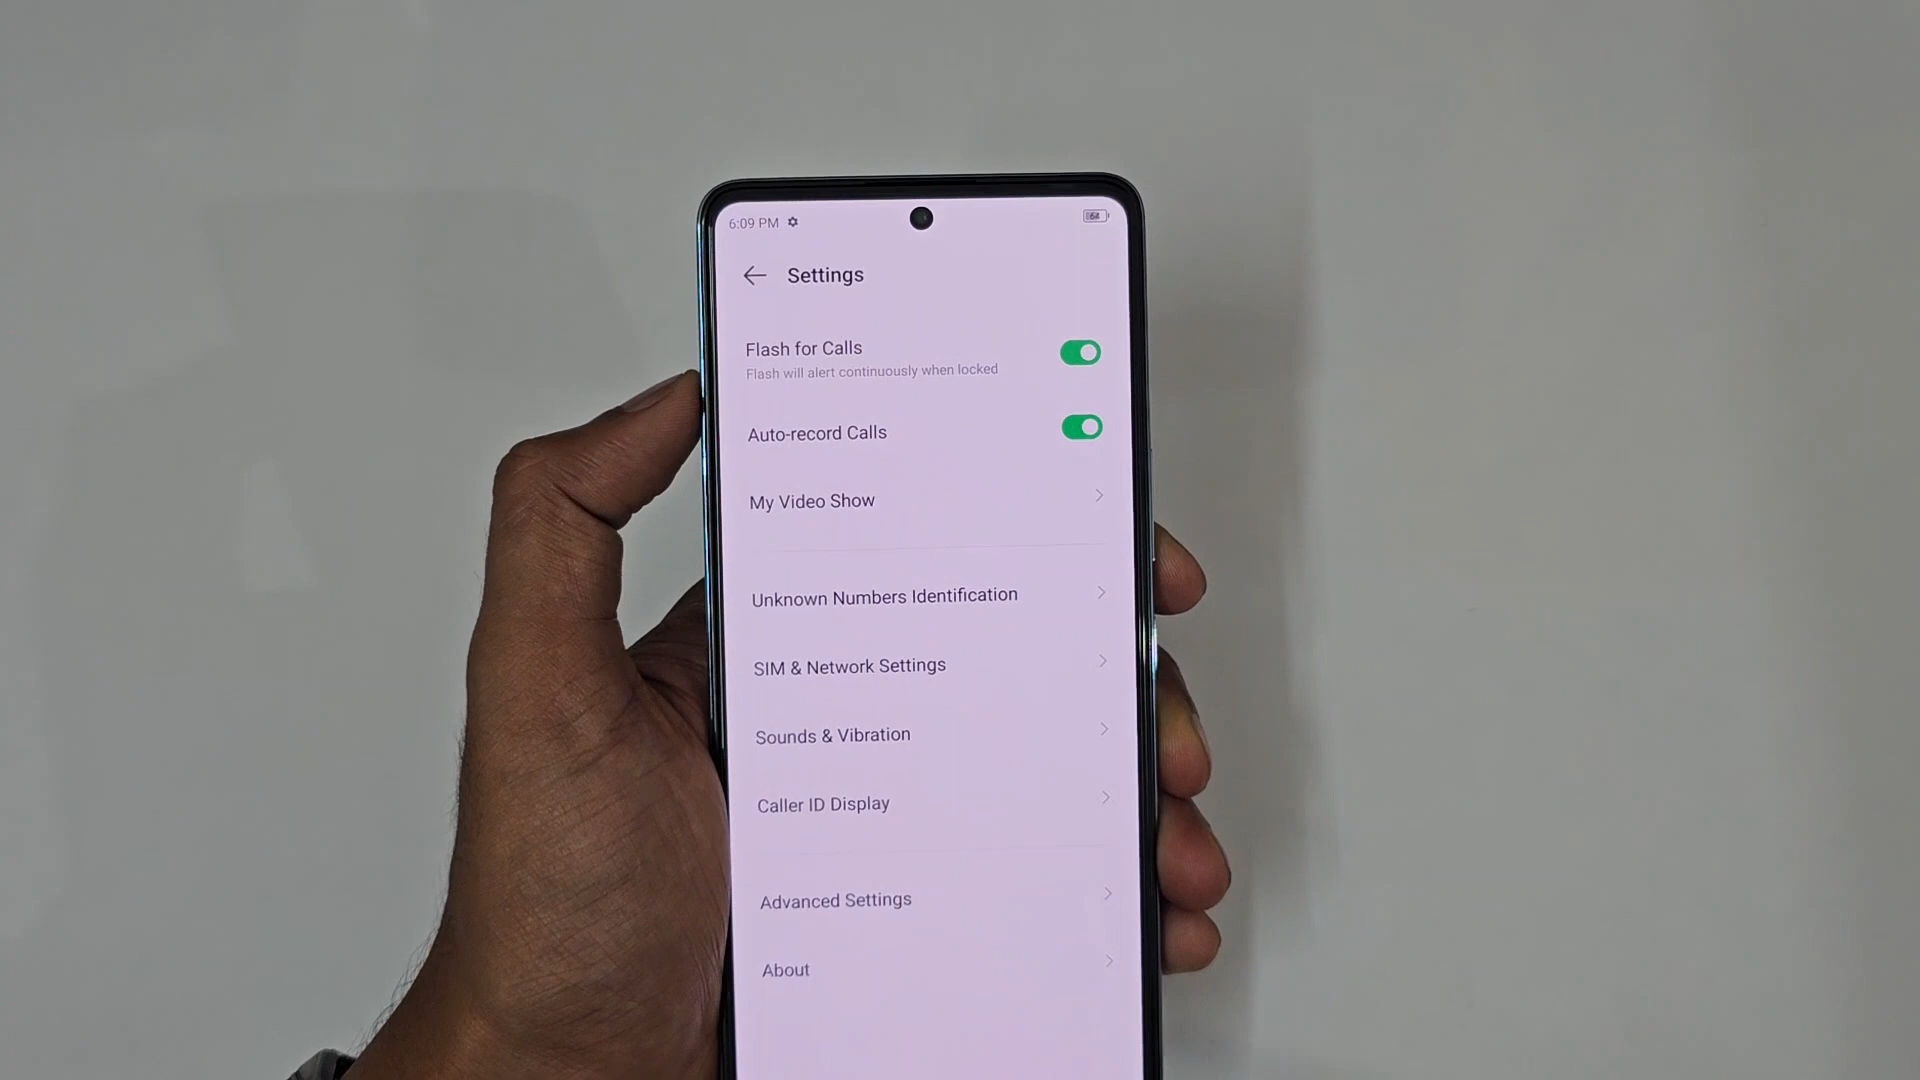 6:09 PM
64
Settings
Flash for Calls
Flash will alert continuously when locked
Auto-record Calls
My Video Show
Unknown Numbers Identification
SIM & Network Settings
Sounds & Vibration
Caller ID Display
Advanced Settings
About